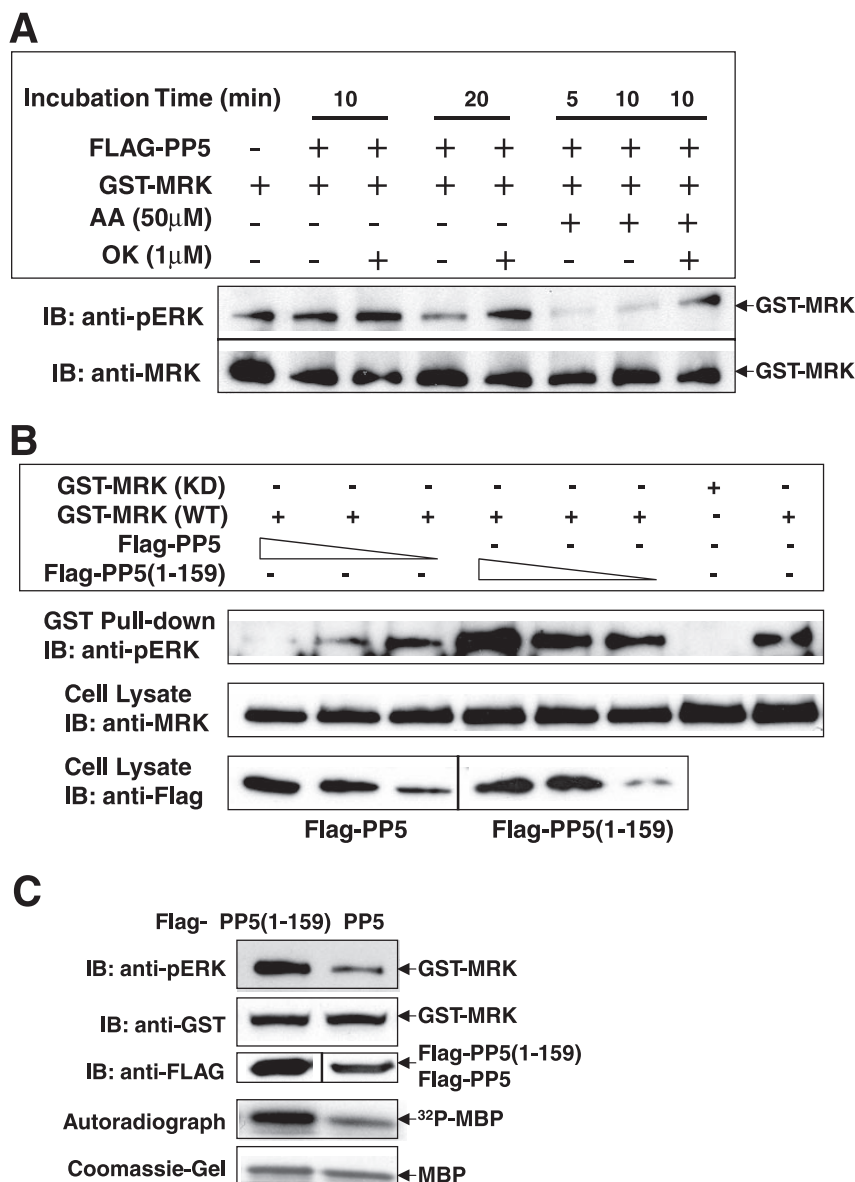 A
Incubation Time (min) 10 20 5 10 10
FLAG-PP5 - + + + + + + +
GST-MRK + + + + + + + +
AA (50μM) - - - - - + + +
OK (1μM) - - + - + - - +
IB: anti-pERK GST-MRK
IB: anti-MRK GST-MRK
B
GST-MRK (KD) - - - - - - + -
GST-MRK (WT) + + + + + + - +
Flag-PP5 - - - - -
Flag-PP5(1-159) - - - - -
GST Pull-down
IB: anti-pERK
Cell Lysate
IB: anti-MRK
Cell Lysate
IB: anti-Flag
Flag-PP5 Flag-PP5(1-159)
C
Flag- PP5(1-159) PP5
IB: anti-pERK GST-MRK
IB: anti-GST GST-MRK
IB: anti-FLAG Flag-PP5(1-159)
Flag-PP5
Autoradiograph ³²P-MBP
Coomassie-Gel MBP